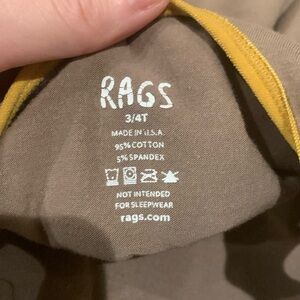 RAGS
3/4T
MADE IN U.S.A.
95% COTTON
5% SPANDEX
NOT INTENDED
FOR SLEEPWEAR
rags.com